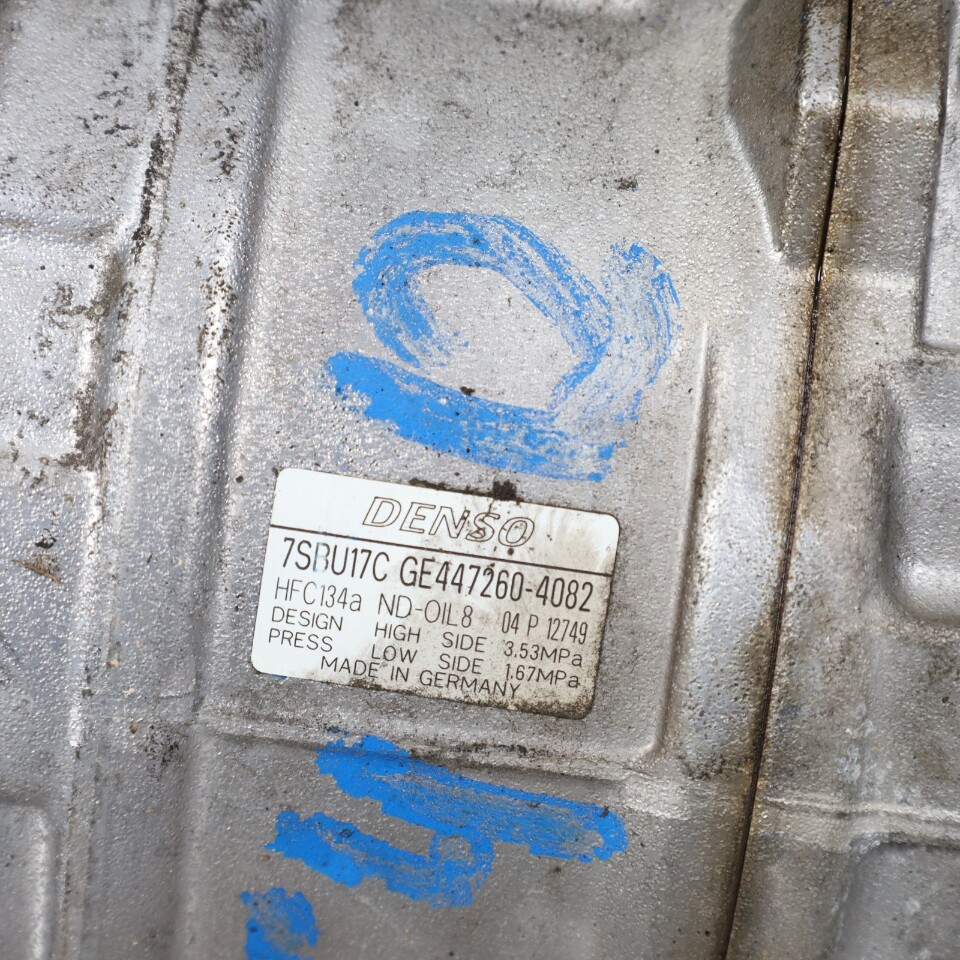 DENSO
7SBU17C GE447260-4082
HFC134a ND-OIL8 04 P 12749
DESIGN HIGH SIDE 3.53MPa
PRESS LOW SIDE 1.67MPa
MADE IN GERMANY